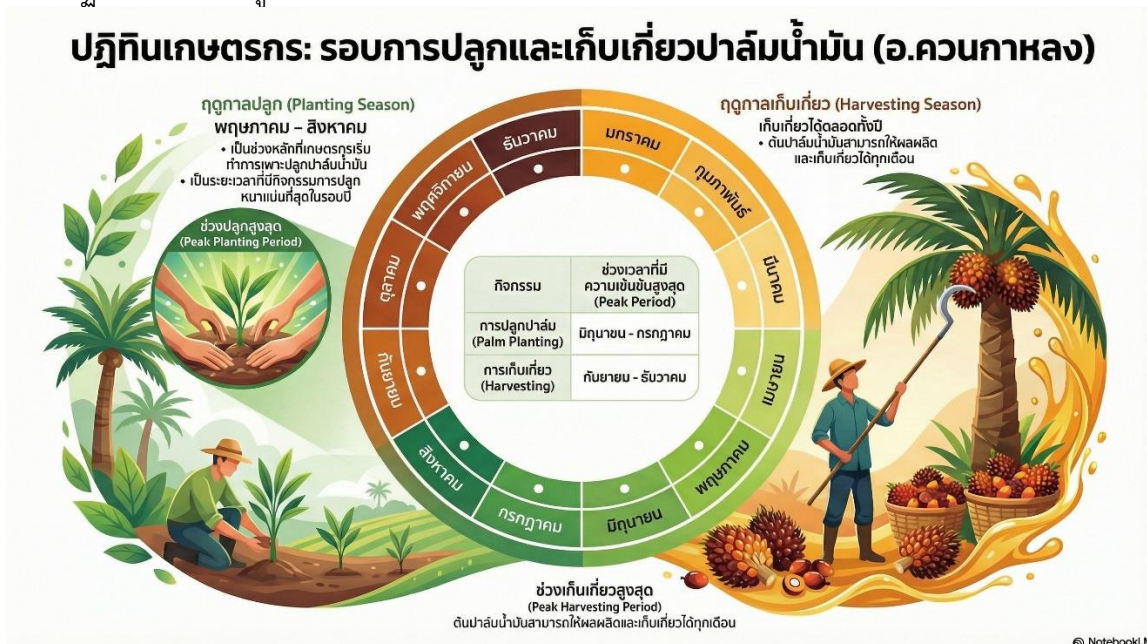 ปฏิทินเกษตรกร: รอบการปลูกและเก็บเกี่ยวปาล์มน้ำมัน (อ.ควนกาหลง)
ฤดูกาลปลูก (Planting Season)
พฤษภาคม – สิงหาคม
• เป็นช่วงหลักที่เกษตรกรเริ่ม
ทำการเพาะปลูกปาล์มน้ำมัน
• เป็นระยะเวลาที่มีกิจกรรมการปลูก
หนาแน่นที่สุดในรอบปี
ช่วงปลูกสูงสุด
(Peak Planting Period)
ฤดูกาลเก็บเกี่ยว (Harvesting Season)
เก็บเกี่ยวได้ตลอดทั้งปี
• ต้นปาล์มน้ำมันสามารถให้ผลผลิต
และเก็บเกี่ยวได้ทุกเดือน
มกราคม
กุมภาพันธ์
มีนาคม
เมษายน
พฤษภาคม
มิถุนายน
กรกฎาคม
สิงหาคม
กันยายน
ตุลาคม
พฤศจิกายน
ธันวาคม
กิจกรรม
ช่วงเวลาที่มี
ความเข้มข้นสูงสุด
(Peak Period)
การปลูกปาล์ม
(Palm Planting)
มิถุนาขน - กรกฎาคม
การเก็บเกี่ยว
(Harvesting)
กันยายม - ธับวาคม
ช่วงเก็นเกี่ยวสูงสุด
(Peak Harvesting Period)
ต้นปาล์บน้ำมันสามารถให้ผลผลิตและเก็บเกี่ยวได้ทุกเดือน